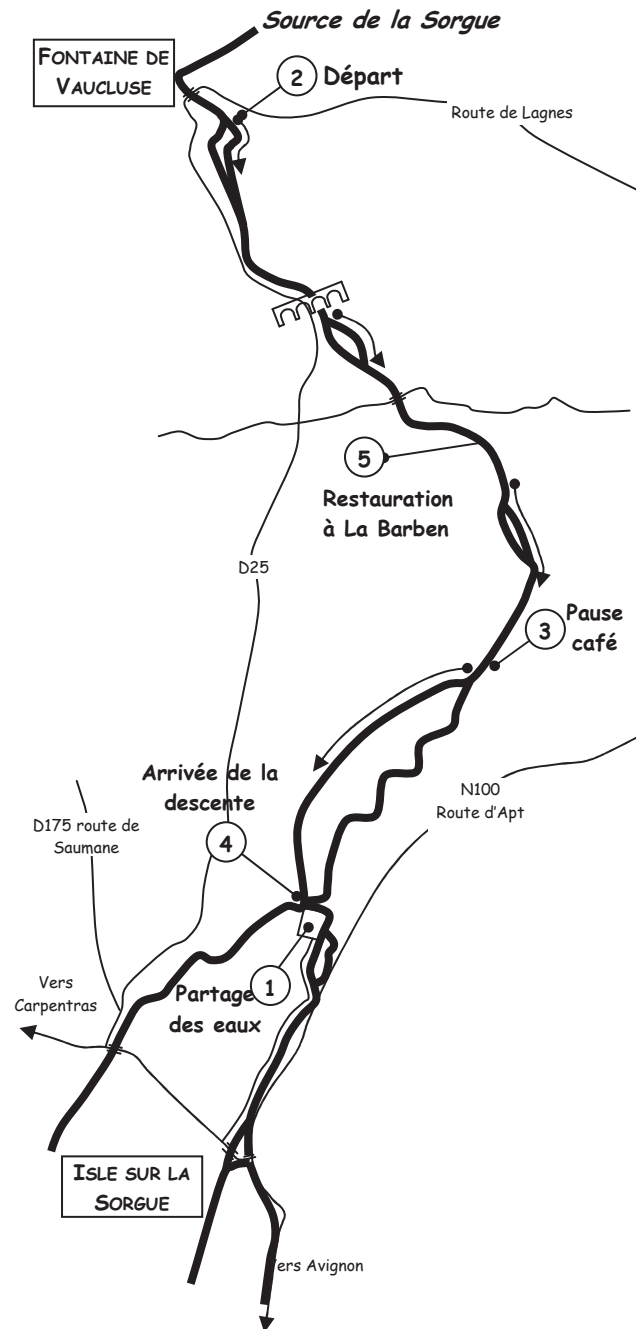 Source de la Sorgue
FONTAINE DE
VAUCLUSE
2 Départ
Route de Lagnes
5
Restauration
à La Barben
D25
3 Pause
café
Arrivée de la
descente
4
N100
Route d'Apt
D175 route de
Saumane
Vers
Carpentras
Partage 1
des eaux
ISLE SUR LA
SORGUE
Vers Avignon